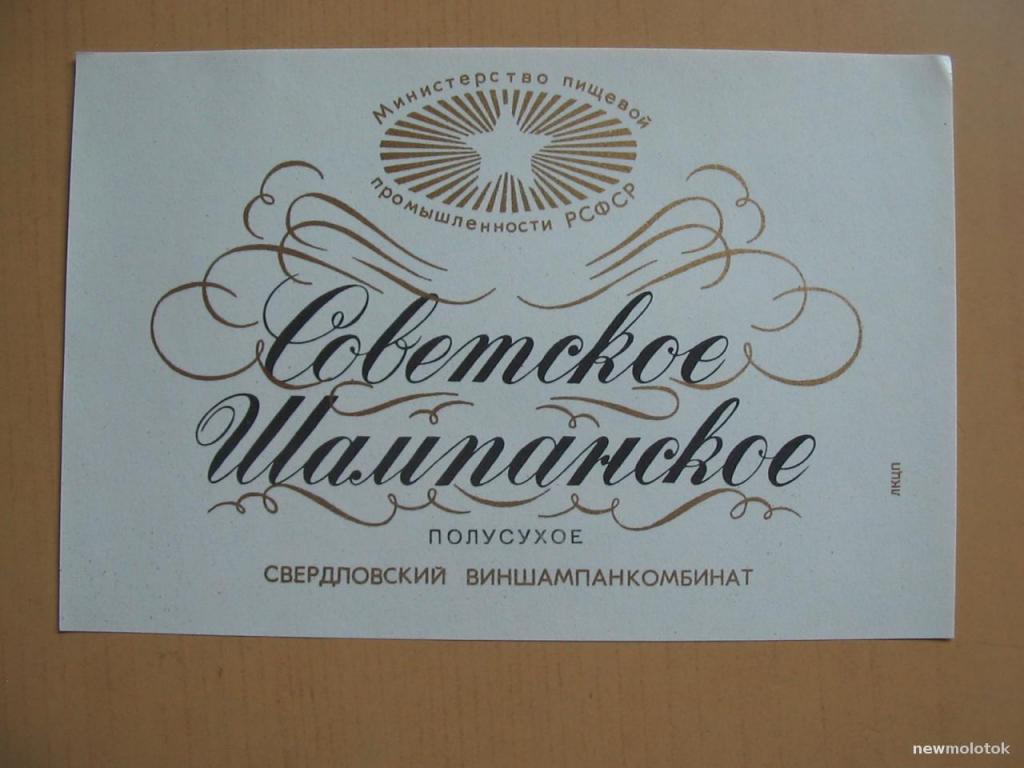 Министерство пищевой
промышленности РСФСР
Советское
Шампанское
ПОЛУСУХОЕ
СВЕРДЛОВСКИЙ ВИНШАМПАНКОМБИНАТ
ЛКЦП
newmolotok